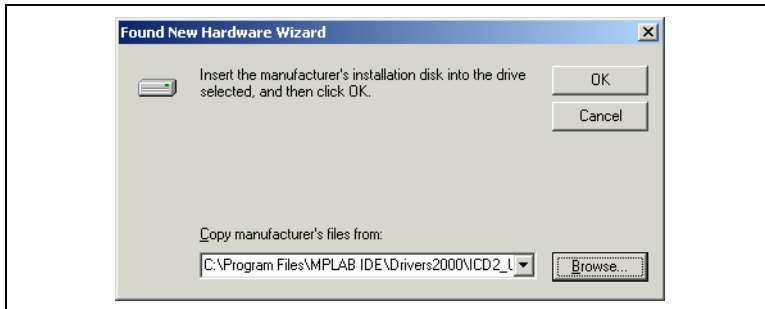 Found New Hardware Wizard
Insert the manufacturer's installation disk into the drive
selected, and then click OK.
OK
Cancel
Copy manufacturer's files from:
C:\Program Files\MPLAB IDE\Drivers2000\ICD2_U
Browse...